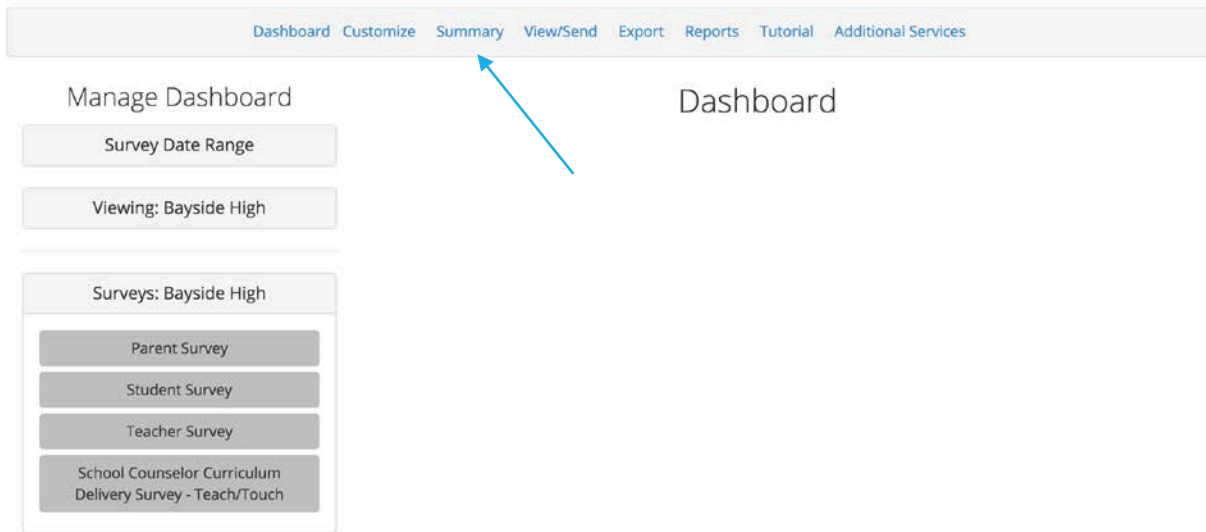 Dashboard Customize Summary View/Send Export Reports Tutorial Additional Services
Manage Dashboard
Dashboard
Survey Date Range
Viewing: Bayside High
Surveys: Bayside High
Parent Survey
Student Survey
Teacher Survey
School Counselor Curriculum
Delivery Survey - Teach/Touch